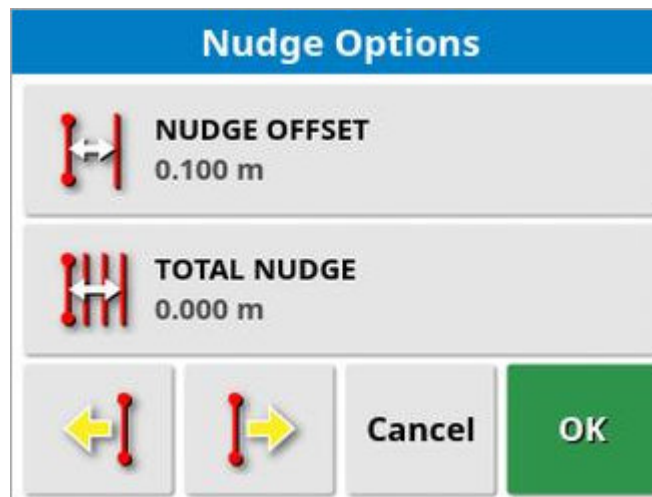 Nudge Options
NUDGE OFFSET
0.100 m
TOTAL NUDGE
0.000 m
Cancel
OK